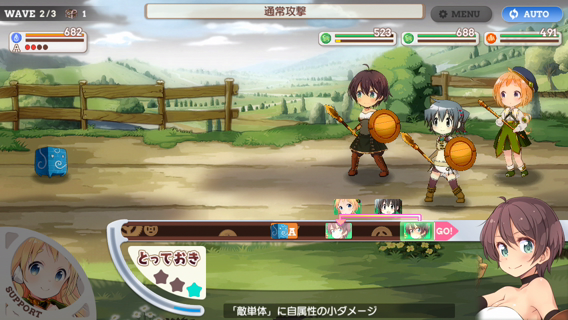 WAVE 2/3 1
通常攻撃
MENU
AUTO
682
A
523
688
491
A
GO!
とっておき
SUPPORT
「敵単体」に自属性の小ダメージ